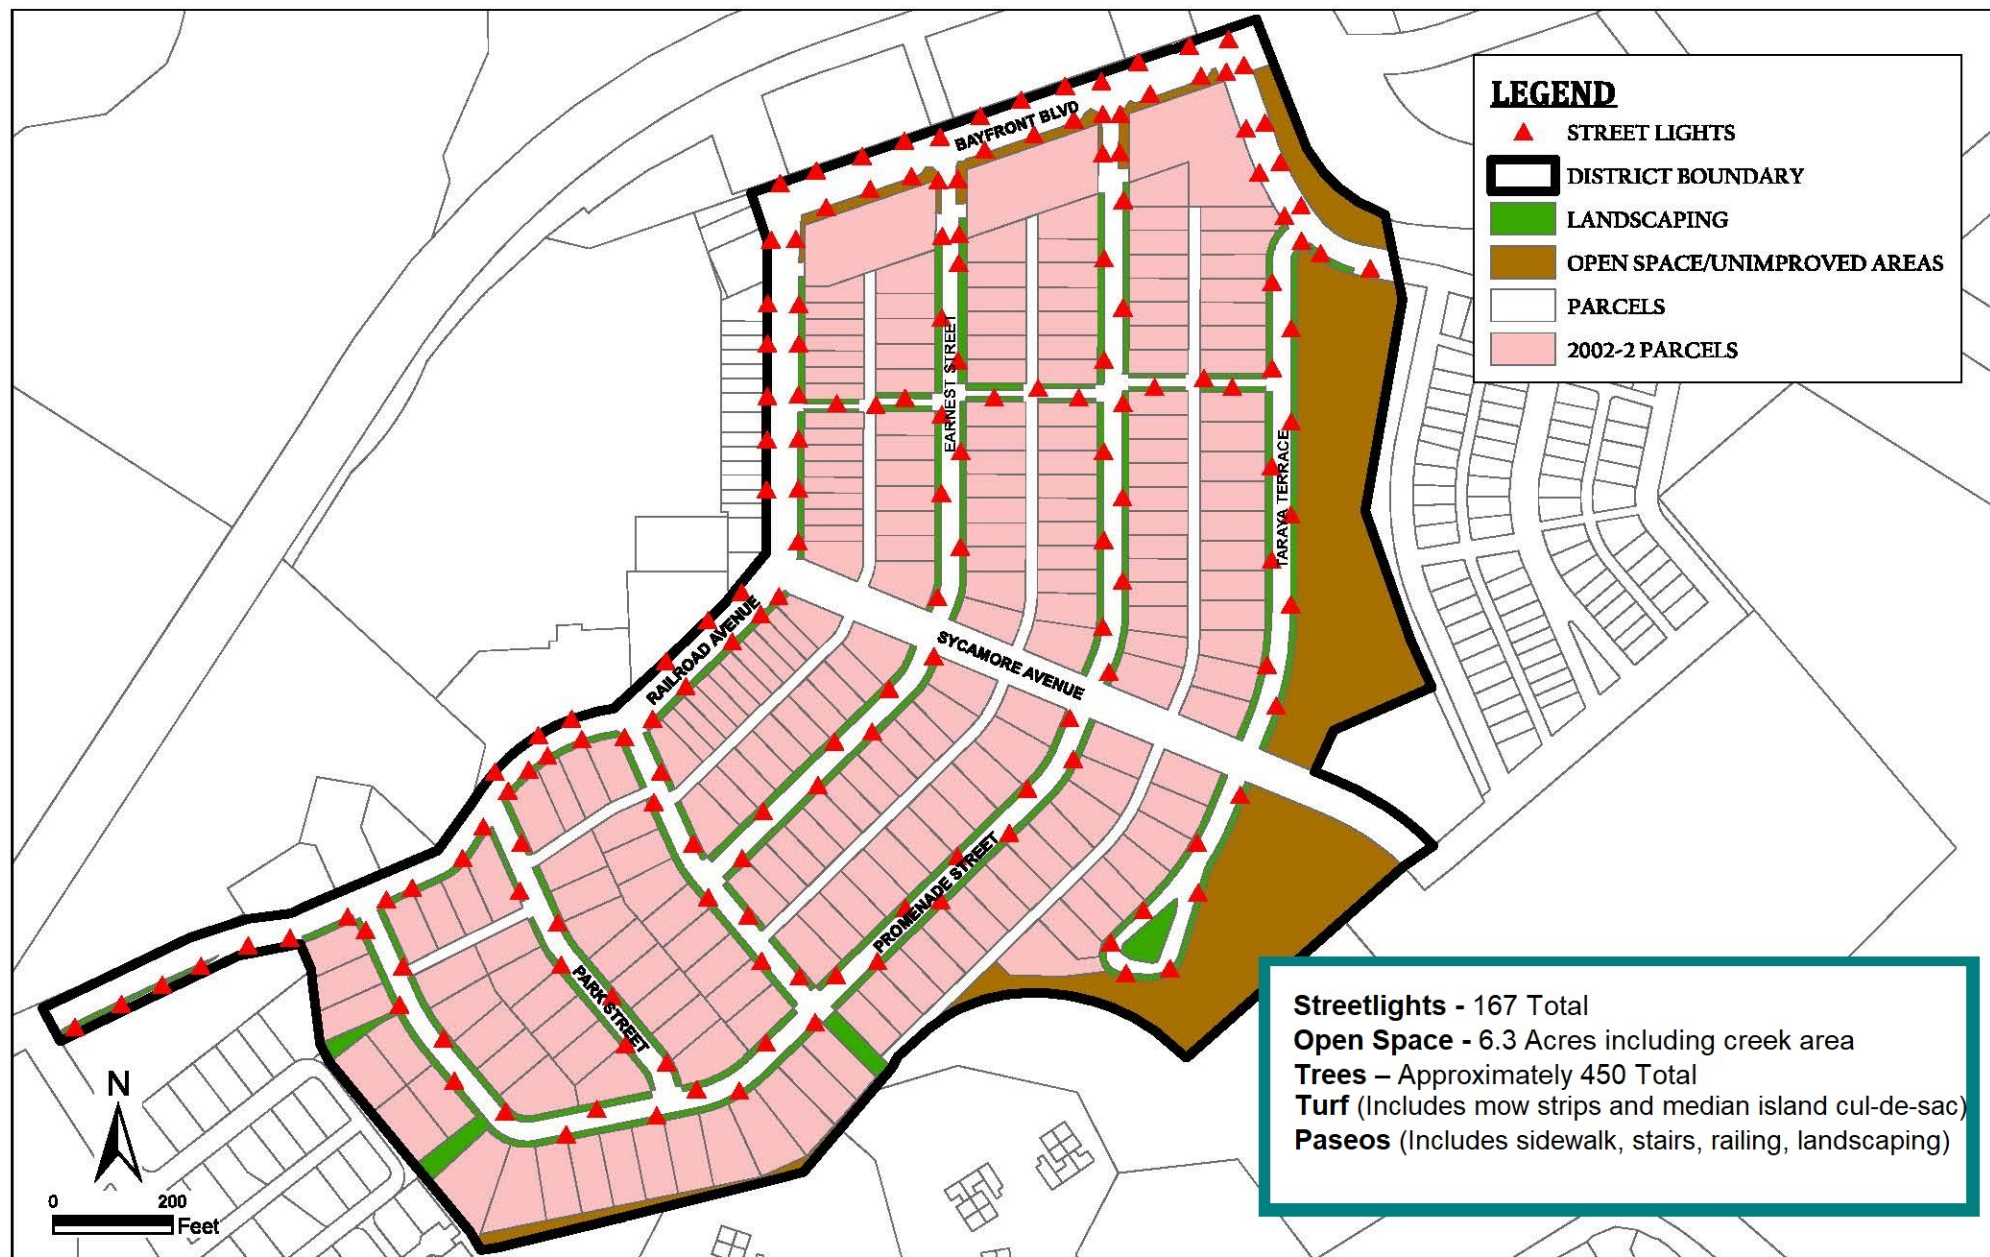 LEGEND
STREET LIGHTS
DISTRICT BOUNDARY
LANDSCAPING
OPEN SPACE/UNIMPROVED AREAS
PARCELS
2002-2 PARCELS
BAYFRONT BLVD
EARNEST STREET
TARAYA TERRACE
RAILROAD AVENUE
SYCAMORE AVENUE
PROMENADE STREET
PARK STREET
Streetlights - 167 Total
Open Space - 6.3 Acres including creek area
Trees – Approximately 450 Total
Turf (Includes mow strips and median island cul-de-sac)
Paseos (Includes sidewalk, stairs, railing, landscaping)
N
0 200
Feet